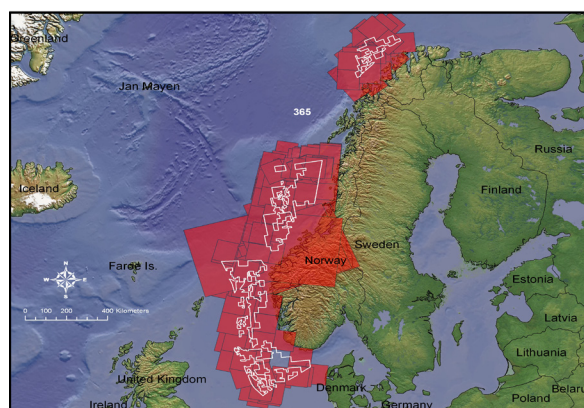 Greenland
Jan Mayen
365
Russia
Iceland
Finland
Sweden
Norway
Faroe Is.
N
W
E
S
Estonia
0 100 200 400 Kilometers
Latvia
Lithuania
United Kingdom
Denmark
Belaru
Ireland
Germany
Poland